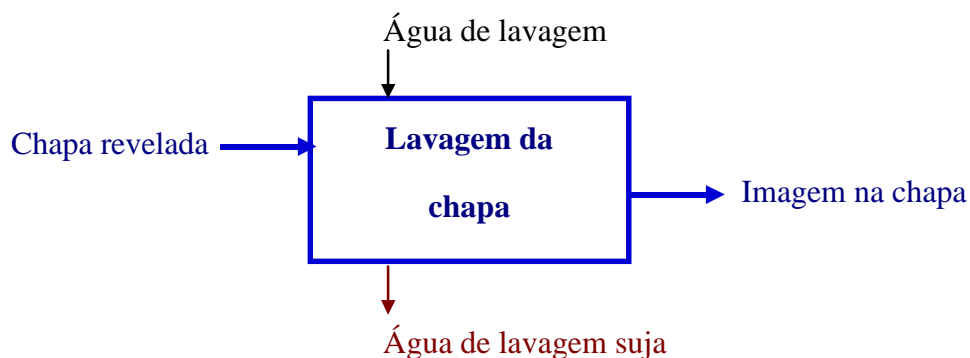 Água de lavagem
Chapa revelada
Lavagem da
chapa
Imagem na chapa
Água de lavagem suja